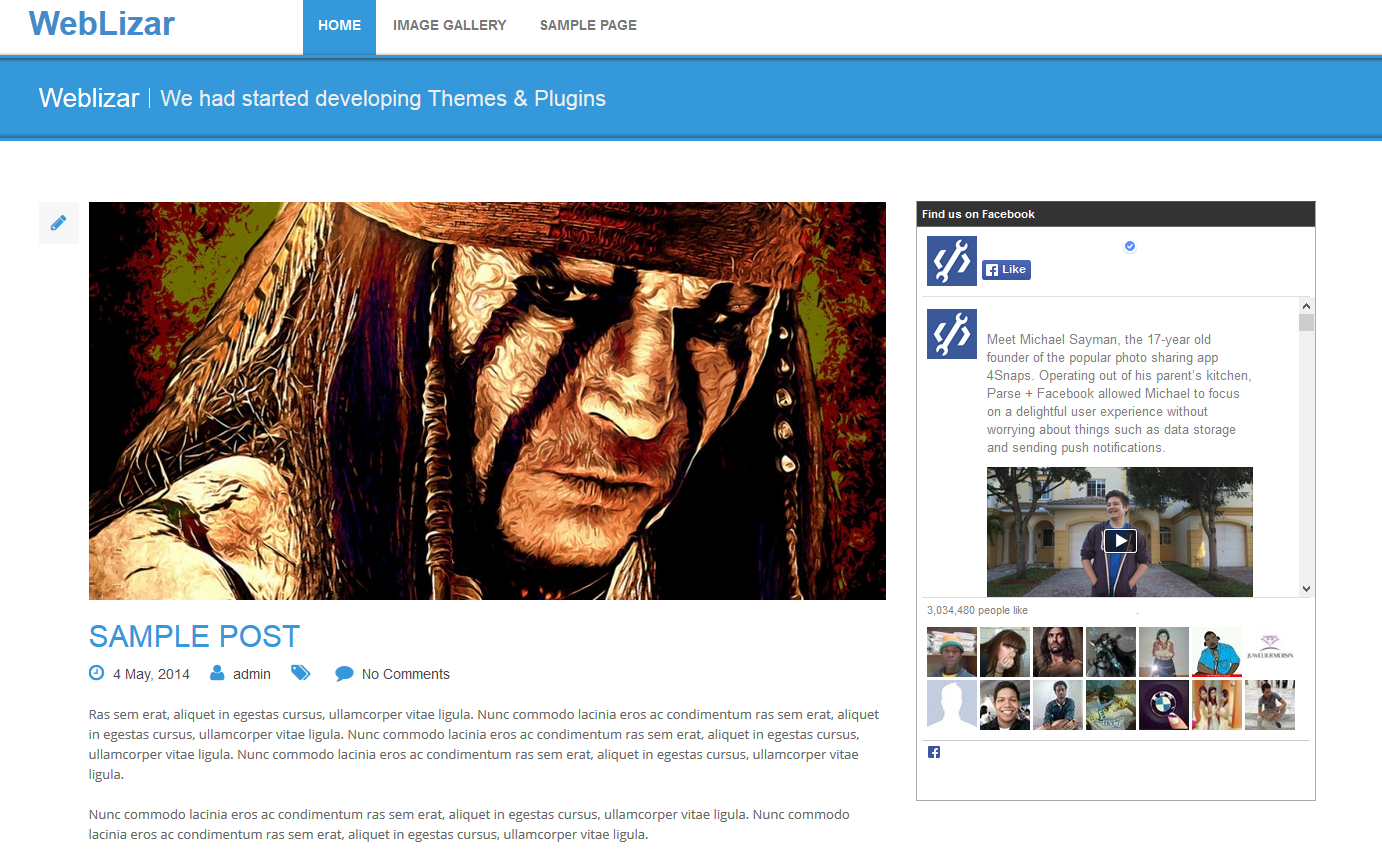 WebLizar
HOME
IMAGE GALLERY
SAMPLE PAGE
Weblizar
We had started developing Themes & Plugins
Find us on Facebook
Like
Meet Michael Sayman, the 17-year old
founder of the popular photo sharing app
4Snaps. Operating out of his parent's kitchen,
Parse + Facebook allowed Michael to focus
on a delightful user experience without
worrying about things such as data storage
and sending push notifications.
3,034,480 people like
JUWELIER MERSIN
SAMPLE POST
4 May, 2014
admin
No Comments
Ras sem erat, aliquet in egestas cursus, ullamcorper vitae ligula. Nunc commodo lacinia eros ac condimentum ras sem erat, aliquet
in egestas cursus, ullamcorper vitae ligula. Nunc commodo lacinia eros ac condimentum ras sem erat, aliquet in egestas cursus,
ullamcorper vitae ligula. Nunc commodo lacinia eros ac condimentum ras sem erat, aliquet in egestas cursus, ullamcorper vitae
ligula.
Nunc commodo lacinia eros ac condimentum ras sem erat, aliquet in egestas cursus, ullamcorper vitae ligula. Nunc commodo
lacinia eros ac condimentum ras sem erat, aliquet in egestas cursus, ullamcorper vitae ligula.